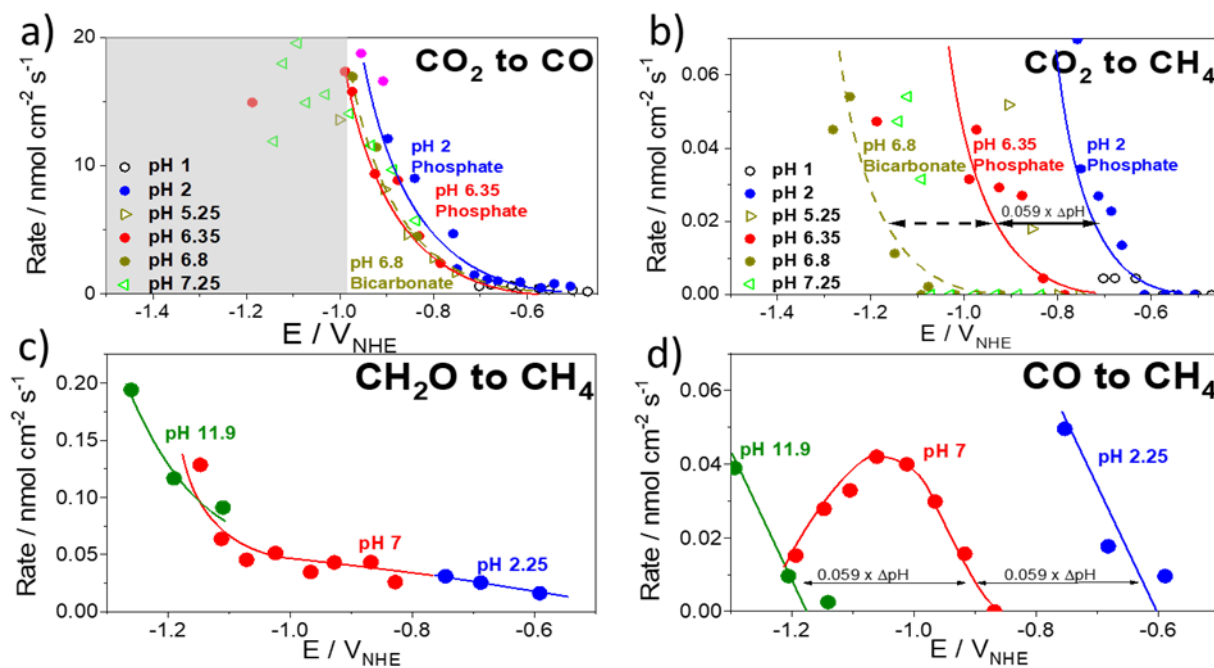 a)
CO2 to CO
20
10
0
Rate / nmol cm-2 s-1
pH 1
pH 2
pH 5.25
pH 6.35
pH 6.8
pH 7.25
pH 2
Phosphate
pH 6.35
Phosphate
pH 6.8
Bicarbonate
-1.4 -1.2 -1.0 -0.8 -0.6
E / VNHE
b)
CO2 to CH4
0.06
0.04
0.02
0.00
Rate / nmol cm-2 s-1
pH 1
pH 2
pH 5.25
pH 6.35
pH 6.8
pH 7.25
pH 6.8
Bicarbonate
pH 6.35
Phosphate
pH 2
Phosphate
0.059 x ΔpH
-1.4 -1.2 -1.0 -0.8 -0.6
E / VNHE
c)
CH2O to CH4
0.20
0.15
0.10
0.05
0.00
Rate / nmol cm-2 s-1
pH 11.9
pH 7
pH 2.25
-1.2 -1.0 -0.8 -0.6
E / VNHE
d)
CO to CH4
0.06
0.04
0.02
0.00
Rate / nmol cm-2 s-1
pH 11.9
pH 7
pH 2.25
0.059 x ΔpH
0.059 x ΔpH
-1.2 -1.0 -0.8 -0.6
E / VNHE